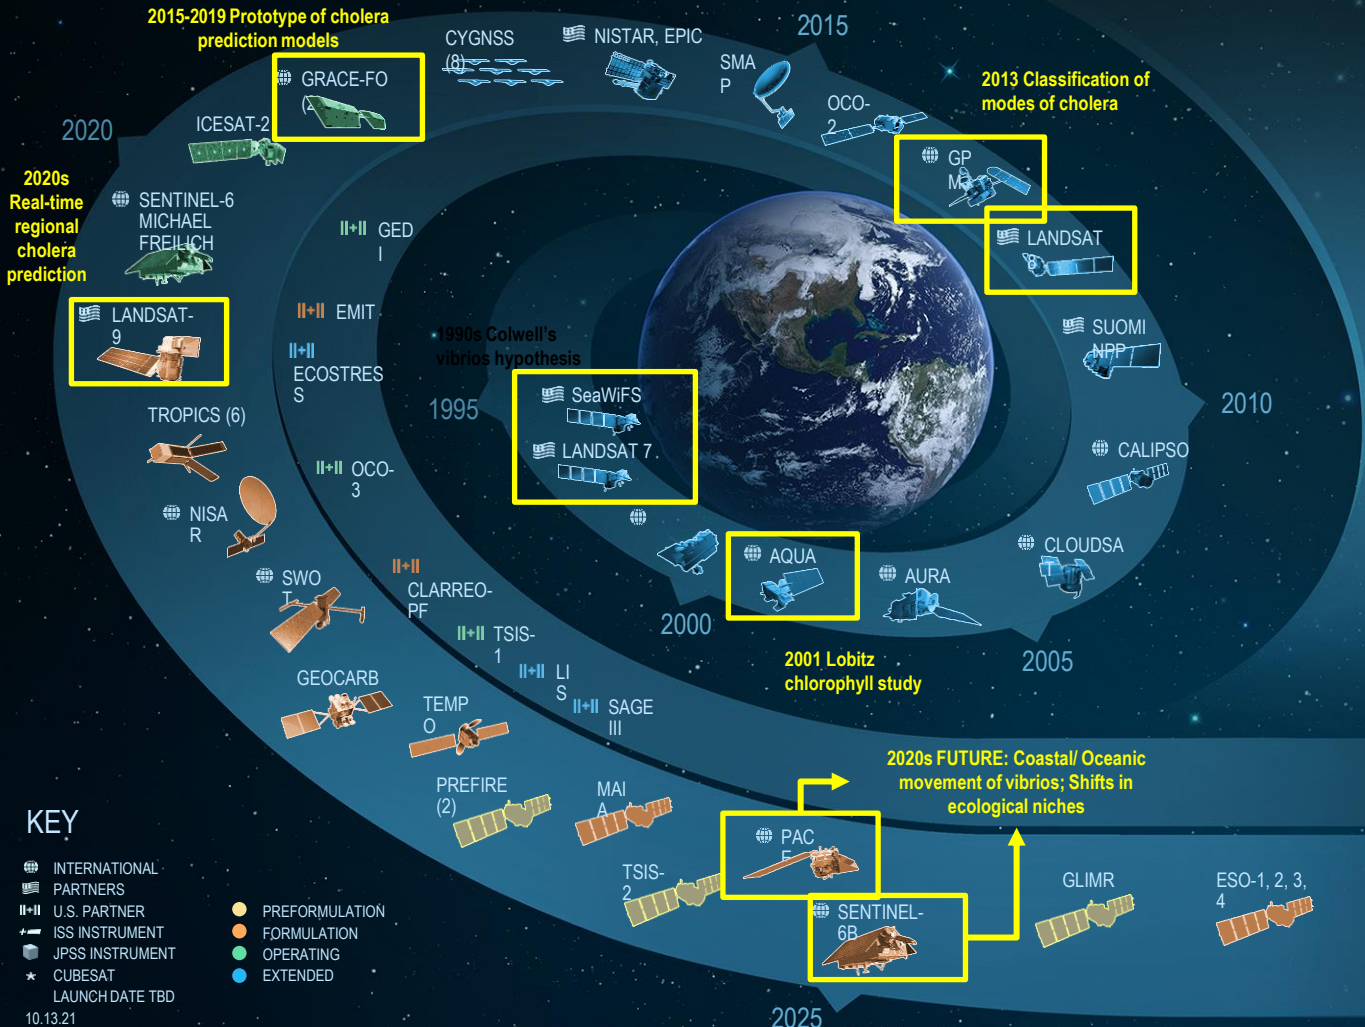 2015-2019 Prototype of cholera
prediction models
2015
CYGNSS
(8)
NISTAR, EPIC
SMA
P
GRACE-FO
(2
2013 Classification of
modes of cholera
OCO-
2
2020
ICESAT-2
GP
M
2020s
Real-time
regional
cholera
prediction
SENTINEL-6
MICHAEL
FREILICH
GED
I
LANDSAT
8
LANDSAT-
9
EMIT
1990s Colwell's
vibrios hypothesis
SUOMI
NPP
ECOSTRES
S
SeaWiFS
1995
2010
TROPICS (6)
LANDSAT 7 .
CALIPSO
OCO-
3
NISA
R
AQUA
CLOUDSA
SWO
T
CLARREO-
PF
AURA
2000
TSIS-
1
2001 Lobitz
chlorophyll study
2005
LI
S
GEOCARB
TEMP
O
SAGE
III
2020s FUTURE: Coastal/ Oceanic
movement of vibrios; Shifts in
ecological niches
PREFIRE
(2)
MAI
A
PAC
E
TSIS-
2
GLIMR
ESO-1, 2, 3,
4
SENTINEL-
6B
2025
KEY
INTERNATIONAL
PARTNERS
U.S. PARTNER
ISS INSTRUMENT
JPSS INSTRUMENT
CUBESAT
LAUNCH DATE TBD
10.13.21
PREFORMULATION
FORMULATION
OPERATING
EXTENDED